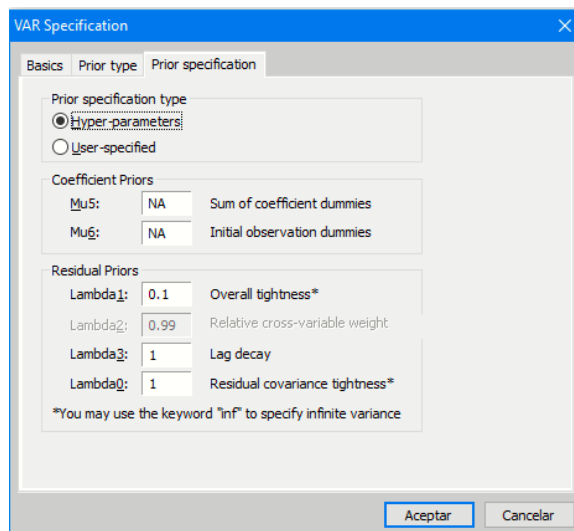 VAR Specification
Basics Prior type Prior specification
Prior specification type
Hyper-parameters
User-specified
Coefficient Priors
Mu5: NA Sum of coefficient dummies
Mu6: NA Initial observation dummies
Residual Priors
Lambda1: 0.1 Overall tightness*
Lambda2: 0.99 Relative cross-variable weight
Lambda3: 1 Lag decay
Lambda0: 1 Residual covariance tightness*
*You may use the keyword "inf" to specify infinite variance
Aceptar Cancelar